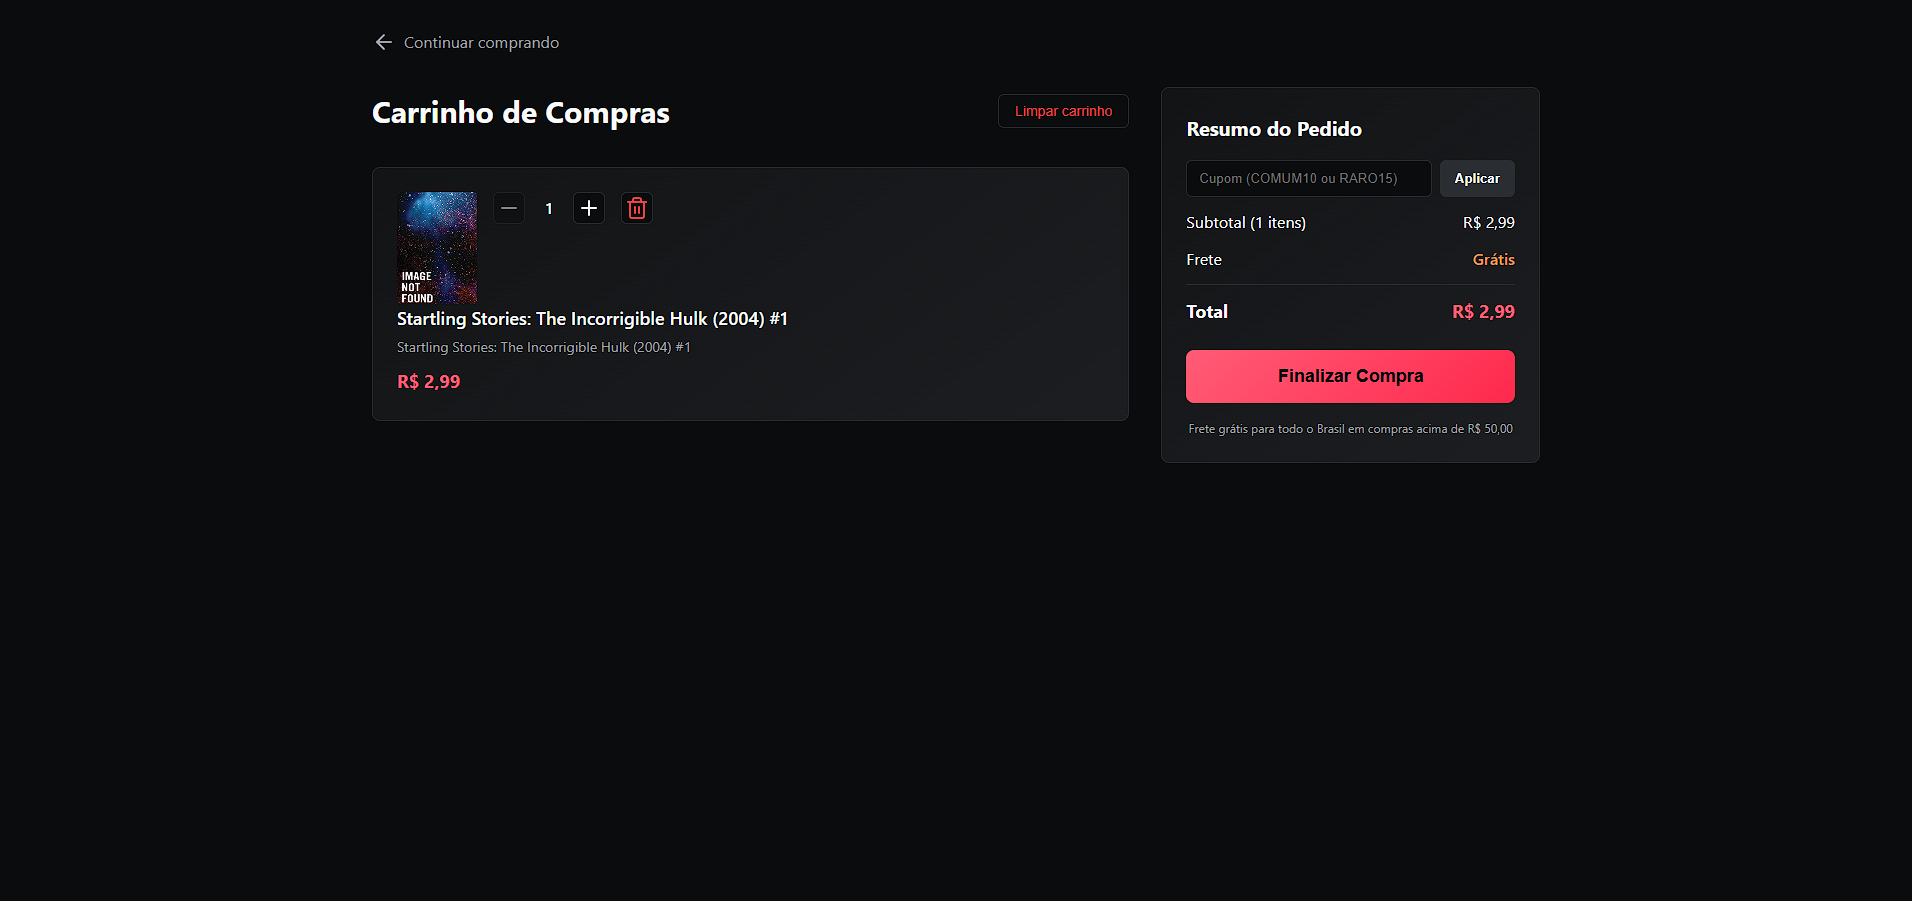 Continuar comprando
Carrinho de Compras
Limpar carrinho
1
IMAGE
NOT
FOUND
Startling Stories: The Incorrigible Hulk (2004) #1
Startling Stories: The Incorrigible Hulk (2004) #1
R$ 2,99
Resumo do Pedido
Cupom (COMUM10 ou RARO15)
Aplicar
Subtotal (1 itens) R$ 2,99
Frete Grátis
Total R$ 2,99
Finalizar Compra
Frete grátis para todo o Brasil em compras acima de R$ 50,00